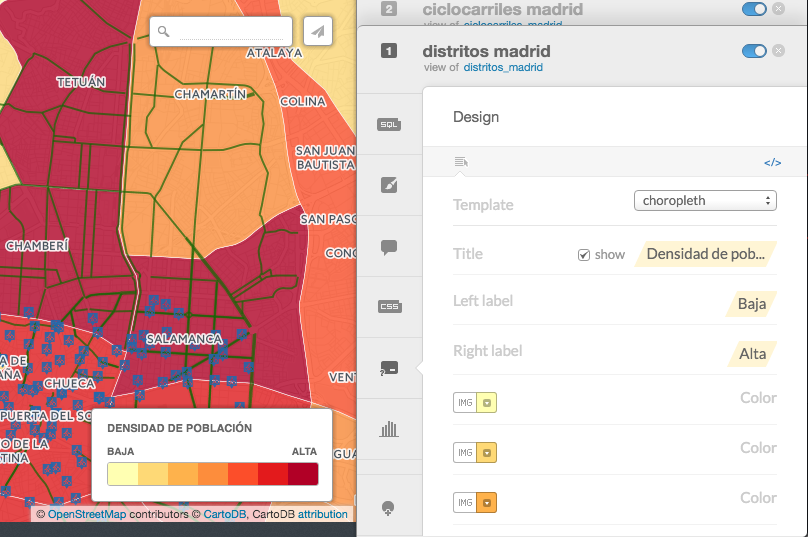 ATALAYA
TETUÁN
CHAMARTÍN
COLINA
SAN JUAN
BAUTISTA
SAN PASC
CHAMBERÍ
CONC
SALAMANCA
A DE
AÑA
CHUECA
VENT
PUERTA DEL SO
O DE LA
TINA
GUA
DENSIDAD DE POBLACIÓN
BAJA ALTA
© OpenStreetMap contributors © CartoDB, CartoDB attribution
2 ciclocarriles madrid
view of ciclocarriles_madrid
1 distritos madrid
view of distritos_madrid
SQL
CSS
Design
</>
Template choropleth
Title show Densidad de pob...
Left label Baja
Right label Alta
IMG Color
IMG Color
IMG Color